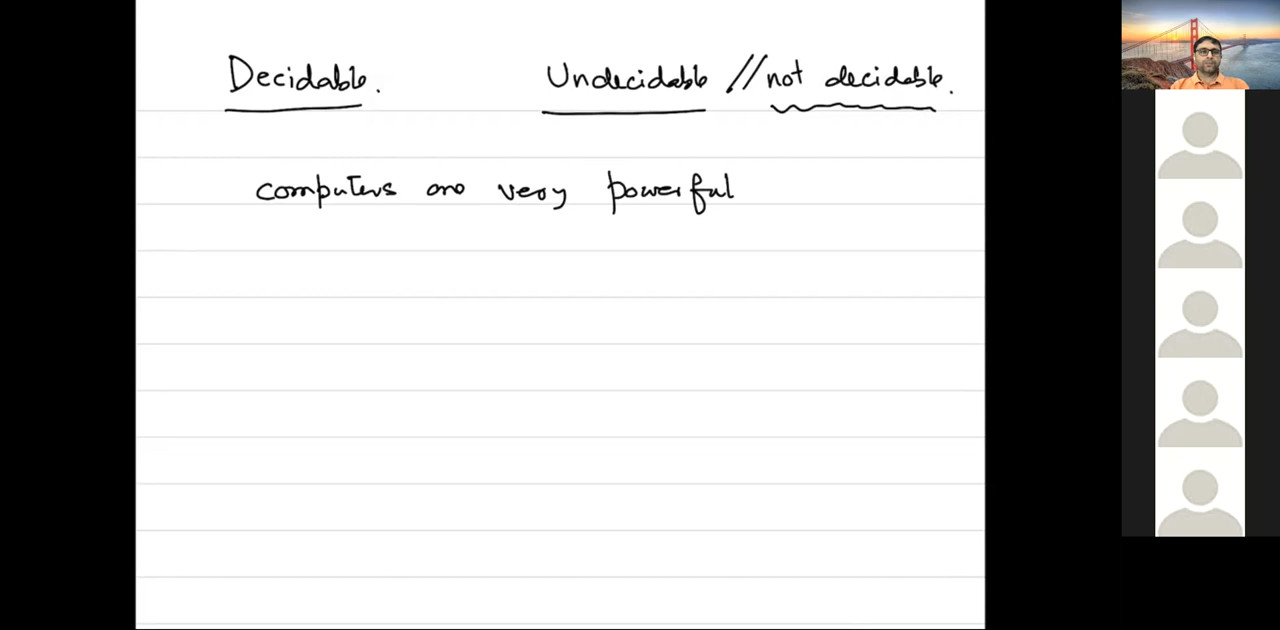 Decidable. Undecidable // not decidable.
computers are very powerful